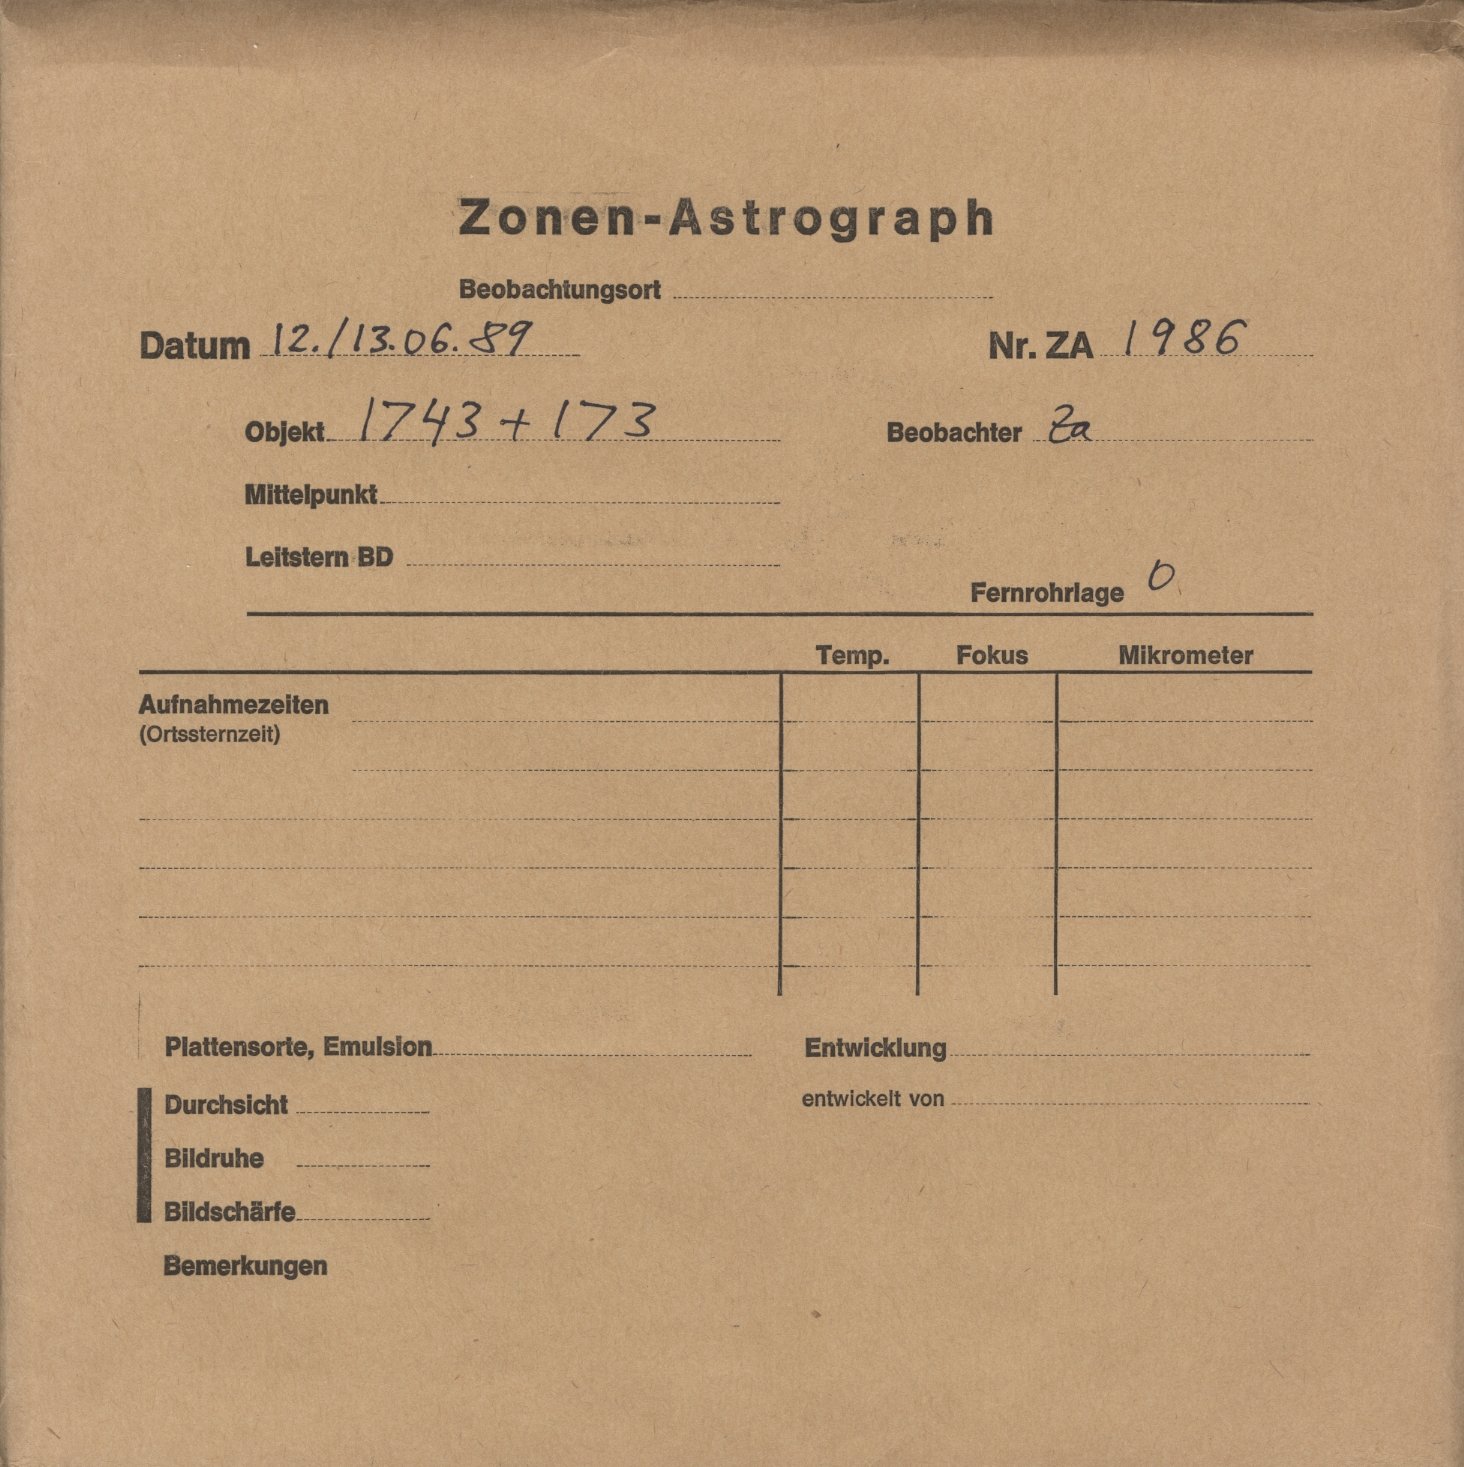 Zonen-Astrograph
Beobachtungsort
Datum 12./13.06.89 Nr. ZA 1986
Objekt 1743+173 Beobachter Za
Mittelpunkt
Leitstern BD
Fernrohrlage O
Temp. Fokus Mikrometer
Aufnahmezeiten
(Ortssternzeit)
Plattensorte, Emulsion Entwicklung
Durchsicht entwickelt von
Bildruhe
Bildschärfe
Bemerkungen